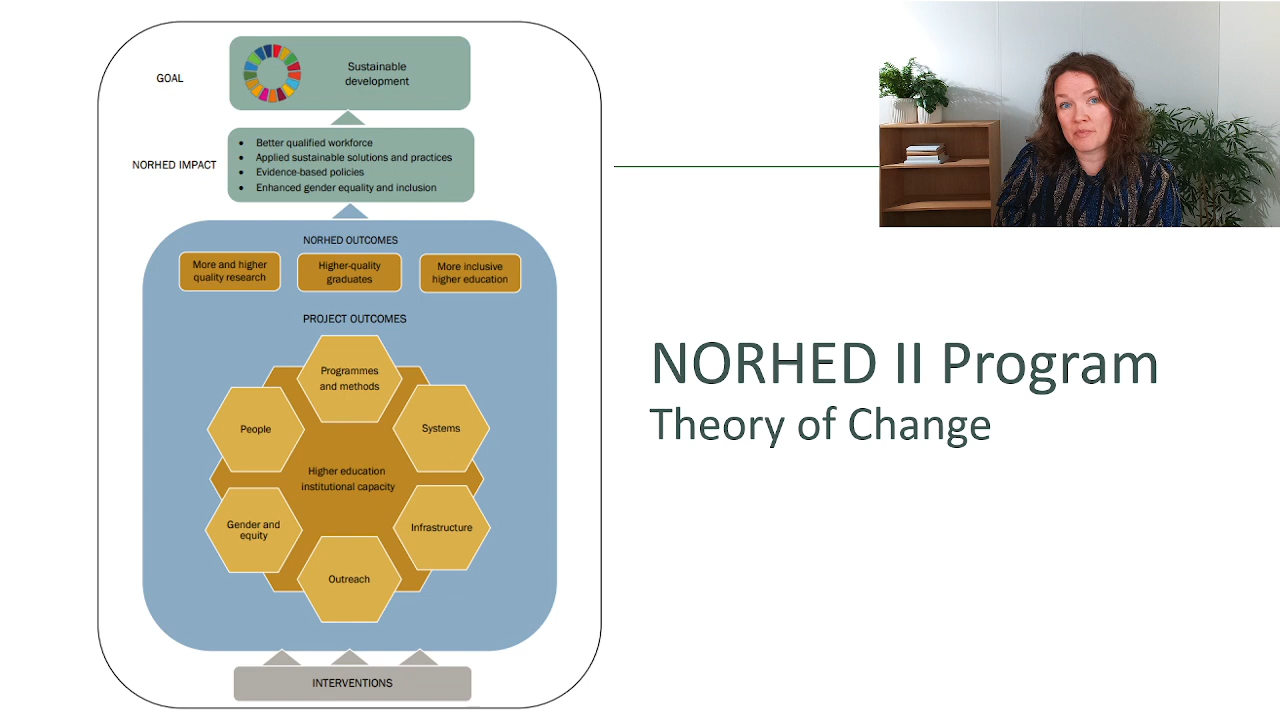 GOAL
Sustainable
development
NORHED IMPACT
• Better qualified workforce
• Applied sustainable solutions and practices
• Evidence-based policies
• Enhanced gender equality and inclusion
NORHED OUTCOMES
More and higher
quality research
Higher-quality
graduates
More inclusive
higher education
PROJECT OUTCOMES
Programmes
and methods
People
Systems
Higher education
institutional capacity
Gender and
equity
Infrastructure
Outreach
INTERVENTIONS
NORHED II Program
Theory of Change